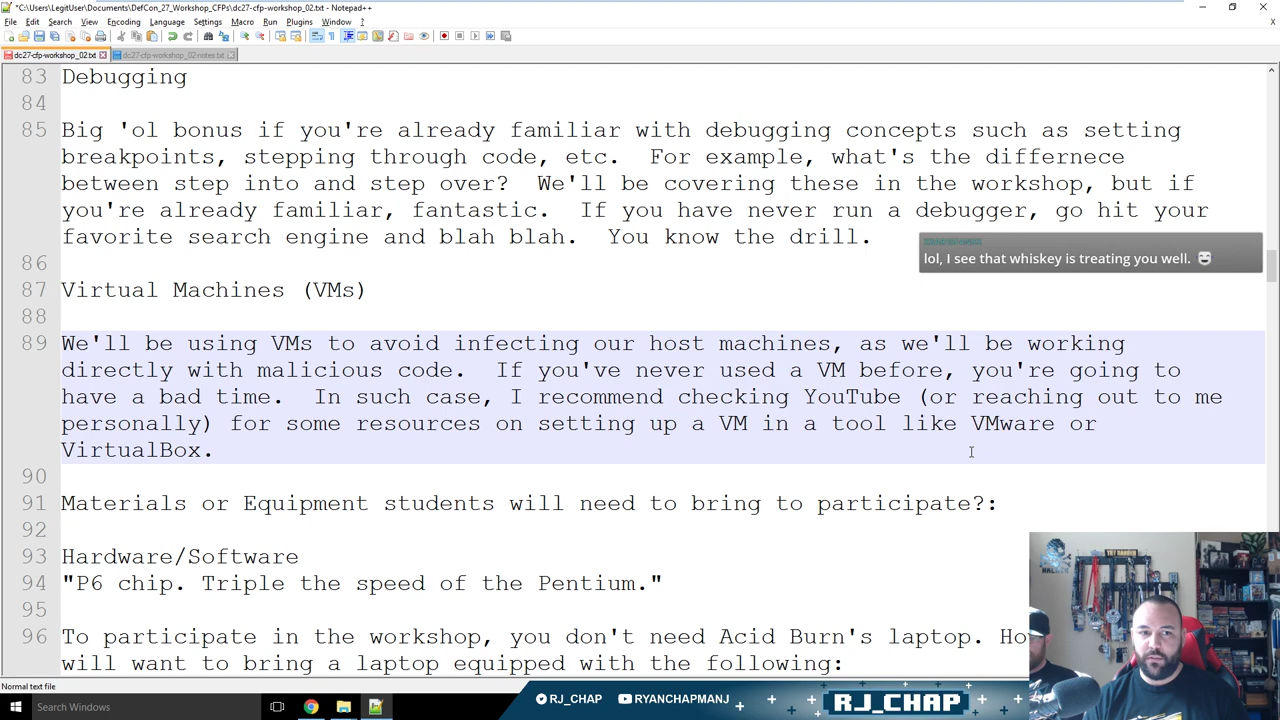 *C:\Users\LegitUser\Documents\DefCon_27_Workshop_CFPs\dc27-cfp-workshop_02.txt - Notepad++
File Edit Search View Encoding Language Settings Tools Macro Run Plugins Window ?
dc27-cfp-workshop_02.txt dc27-cfp-workshop_02.notes.txt
83 Debugging
84
85 Big 'ol bonus if you're already familiar with debugging concepts such as setting
breakpoints, stepping through code, etc.  For example, what's the differnece
between step into and step over?  We'll be covering these in the workshop, but if
you're already familiar, fantastic.  If you have never run a debugger, go hit your
favorite search engine and blah blah.  You know the drill.
lol, I see that whiskey is treating you well.
86
87 Virtual Machines (VMs)
88
89 We'll be using VMs to avoid infecting our host machines, as we'll be working
directly with malicious code.  If you've never used a VM before, you're going to
have a bad time.  In such case, I recommend checking YouTube (or reaching out to me
personally) for some resources on setting up a VM in a tool like VMware or
VirtualBox.
90
91 Materials or Equipment students will need to bring to participate?:
92
93 Hardware/Software
94 "P6 chip. Triple the speed of the Pentium."
95
96 To participate in the workshop, you don't need Acid Burn's laptop. Ho
will want to bring a laptop equipped with the following:
Normal text file
Search Windows
RJ_CHAP RYANCHAPMANJ RJ_CHAP